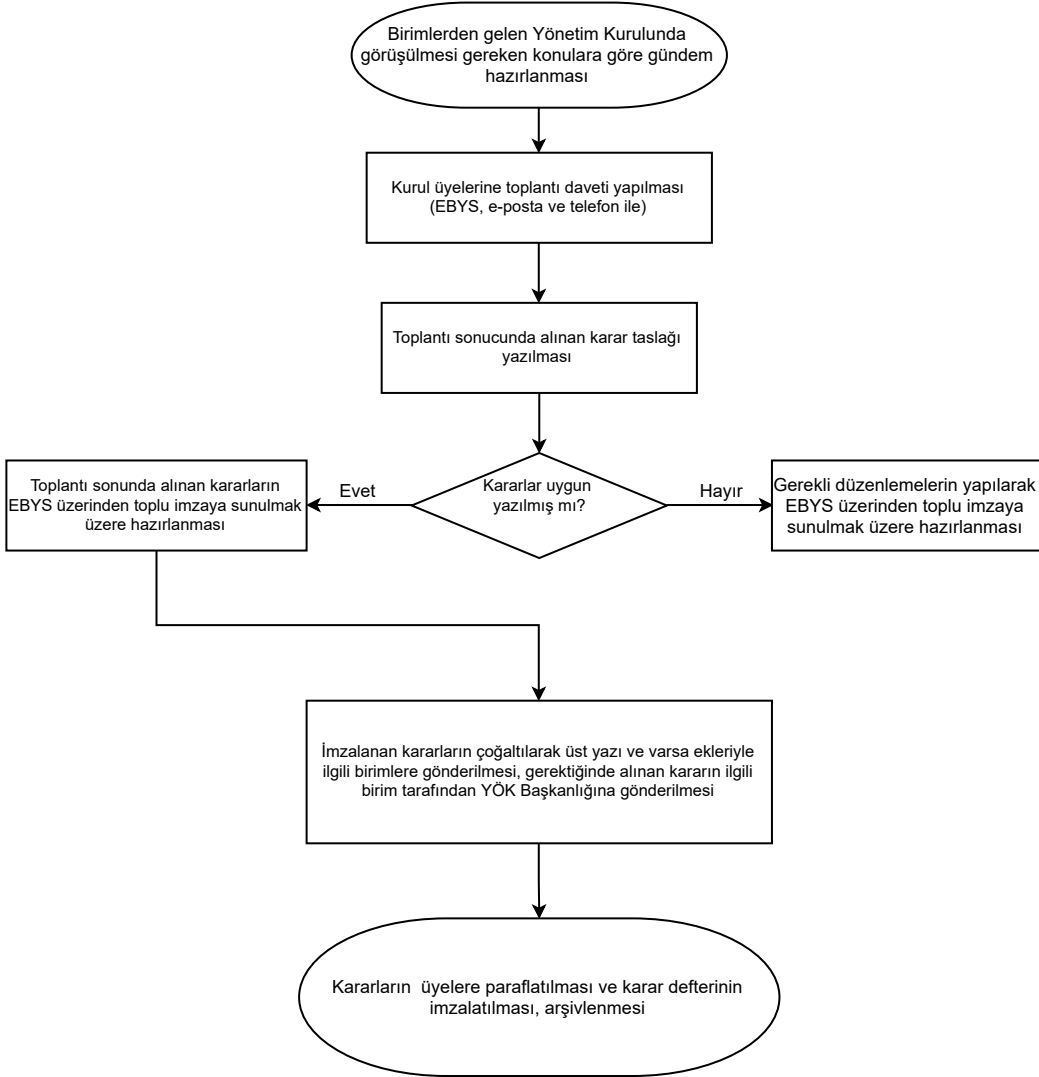 Birimlerden gelen Yönetim Kurulunda
görüşülmesi gereken konulara göre gündem
hazırlanması
Kurul üyelerine toplantı daveti yapılması
(EBYS, e-posta ve telefon ile)
Toplantı sonucunda alınan karar taslağı
yazılması
Toplantı sonunda alınan kararların
EBYS üzerinden toplu imzaya sunulmak
üzere hazırlanması
Evet
Kararlar uygun
yazılmış mı?
Hayır
Gerekli düzenlemelerin yapılarak
EBYS üzerinden toplu imzaya
sunulmak üzere hazırlanması
İmzalanan kararların çoğaltılarak üst yazı ve varsa ekleriyle
ilgili birimlere gönderilmesi, gerektiğinde alınan kararın ilgili
birim tarafından YÖK Başkanlığına gönderilmesi
Kararların üyelere paraflatılması ve karar defterinin
imzalatılması, arşivlenmesi